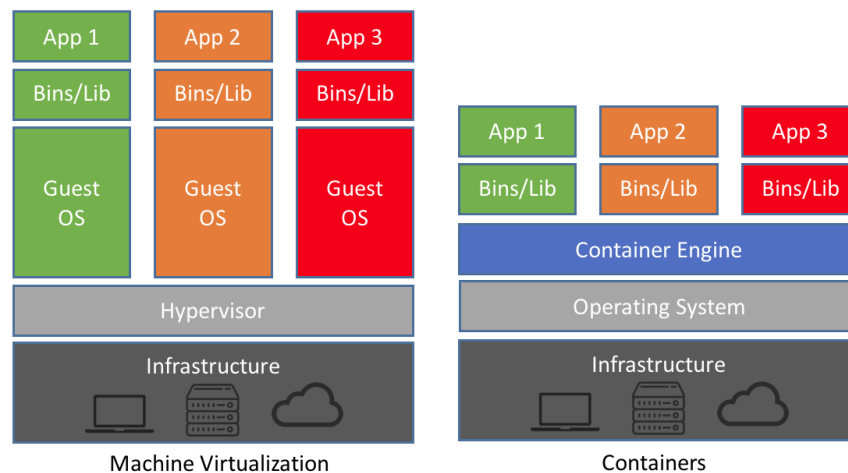 App 1
App 2
App 3
Bins/Lib
Bins/Lib
Bins/Lib
Guest
OS
Guest
OS
Guest
OS
Hypervisor
Infrastructure
Machine Virtualization
App 1
App 2
App 3
Bins/Lib
Bins/Lib
Bins/Lib
Container Engine
Operating System
Infrastructure
Containers